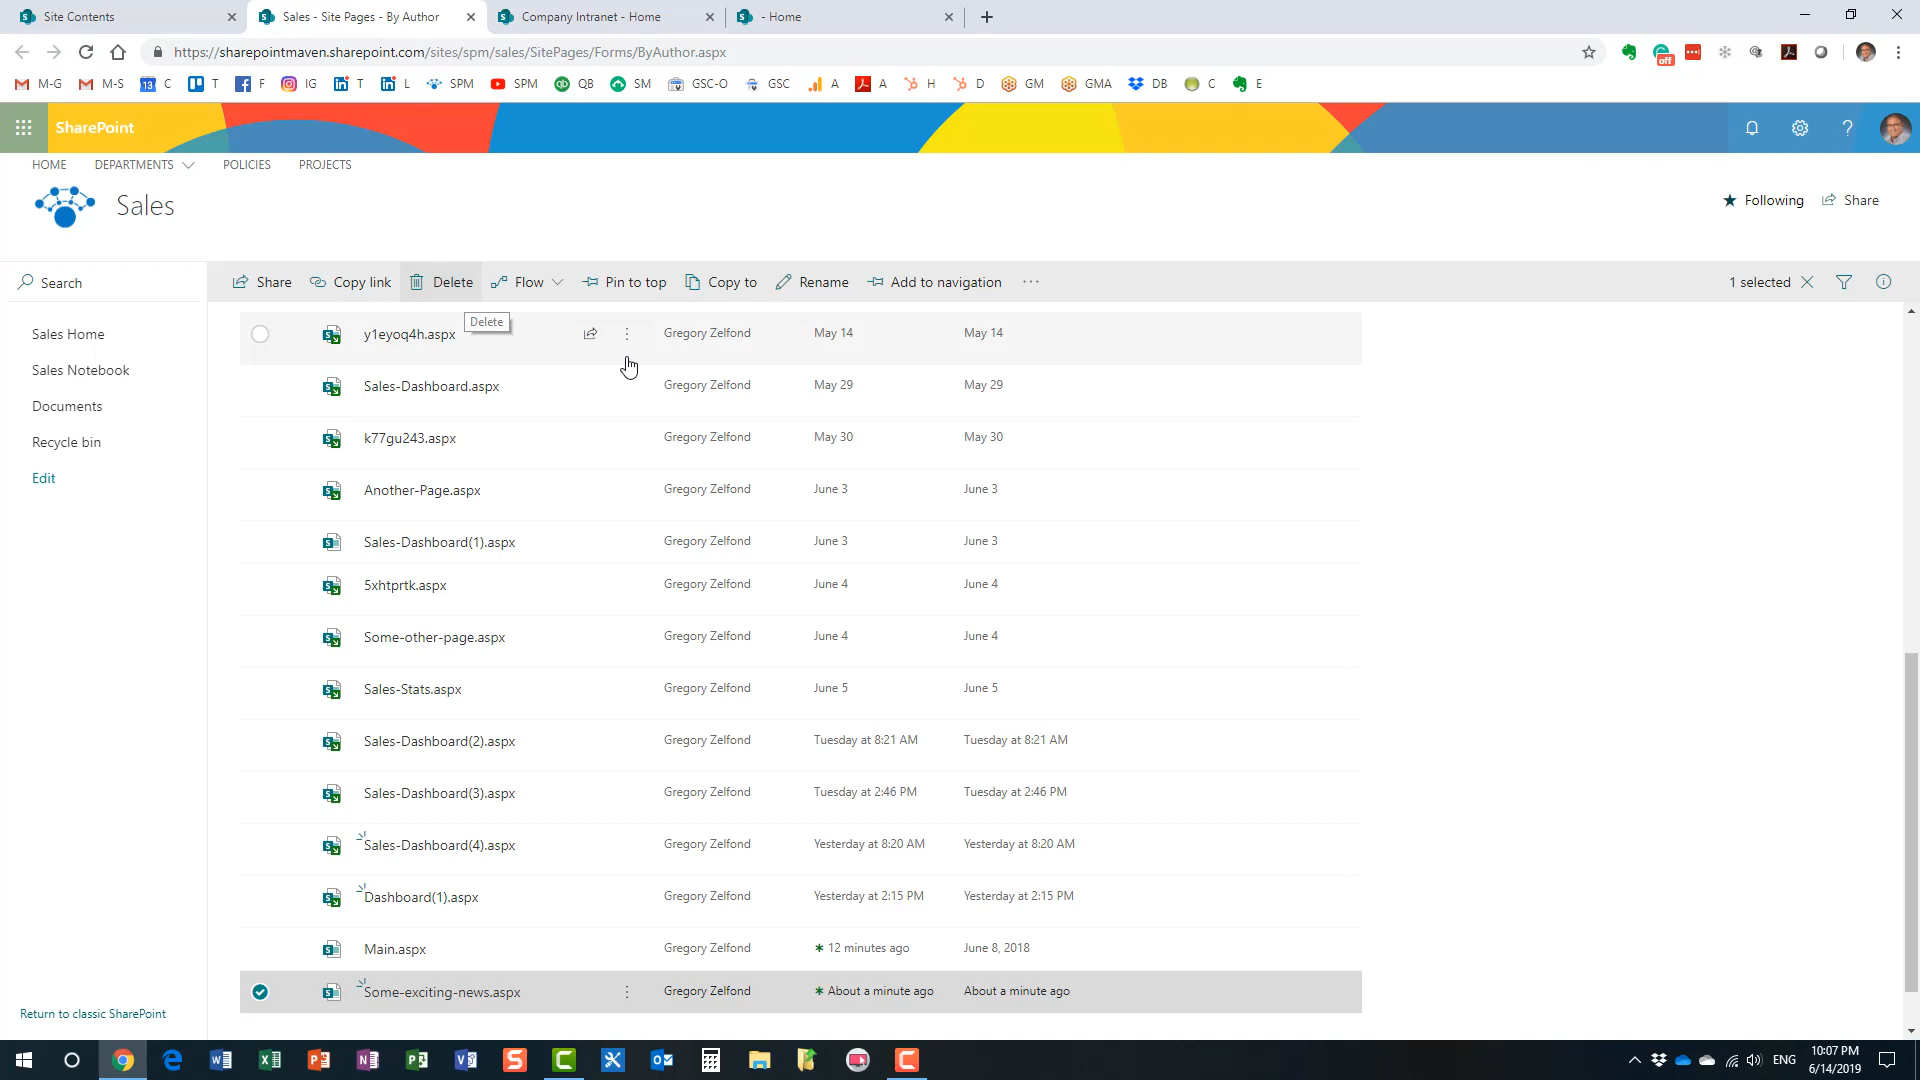 Site Contents
Sales - Site Pages - By Author
Company Intranet - Home
- Home
https://sharepointmaven.sharepoint.com/sites/spm/sales/SitePages/Forms/ByAuthor.aspx
off
M-G M-S 13 C T F IG T L SPM SPM QB SM GSC-O GSC A A H D GM GMA DB C E
SharePoint
HOME DEPARTMENTS POLICIES PROJECTS
Sales
Following Share
Search
Share Copy link Delete Flow Pin to top Copy to Rename Add to navigation ··· 1 selected
Delete
Sales Home
Sales Notebook
Documents
Recycle bin
Edit
Return to classic SharePoint
y1eyoq4h.aspx Gregory Zelfond May 14 May 14
Sales-Dashboard.aspx Gregory Zelfond May 29 May 29
k77gu243.aspx Gregory Zelfond May 30 May 30
Another-Page.aspx Gregory Zelfond June 3 June 3
Sales-Dashboard(1).aspx Gregory Zelfond June 3 June 3
5xhtprtk.aspx Gregory Zelfond June 4 June 4
Some-other-page.aspx Gregory Zelfond June 4 June 4
Sales-Stats.aspx Gregory Zelfond June 5 June 5
Sales-Dashboard(2).aspx Gregory Zelfond Tuesday at 8:21 AM Tuesday at 8:21 AM
Sales-Dashboard(3).aspx Gregory Zelfond Tuesday at 2:46 PM Tuesday at 2:46 PM
Sales-Dashboard(4).aspx Gregory Zelfond Yesterday at 8:20 AM Yesterday at 8:20 AM
Dashboard(1).aspx Gregory Zelfond Yesterday at 2:15 PM Yesterday at 2:15 PM
Main.aspx Gregory Zelfond 12 minutes ago June 8, 2018
Some-exciting-news.aspx Gregory Zelfond About a minute ago About a minute ago
ENG
10:07 PM
6/14/2019